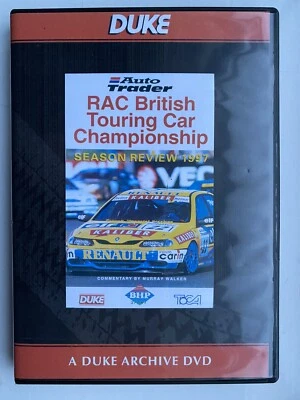 DUKE
Auto
Trader
RAC British
Touring Car
Championship
SEASON REVIEW 1997
KALIBER
KALIBER
RENAULT
COMMENTARY BY MURRAY WALKER
DUKE
BHP
TOCA
A DUKE ARCHIVE DVD